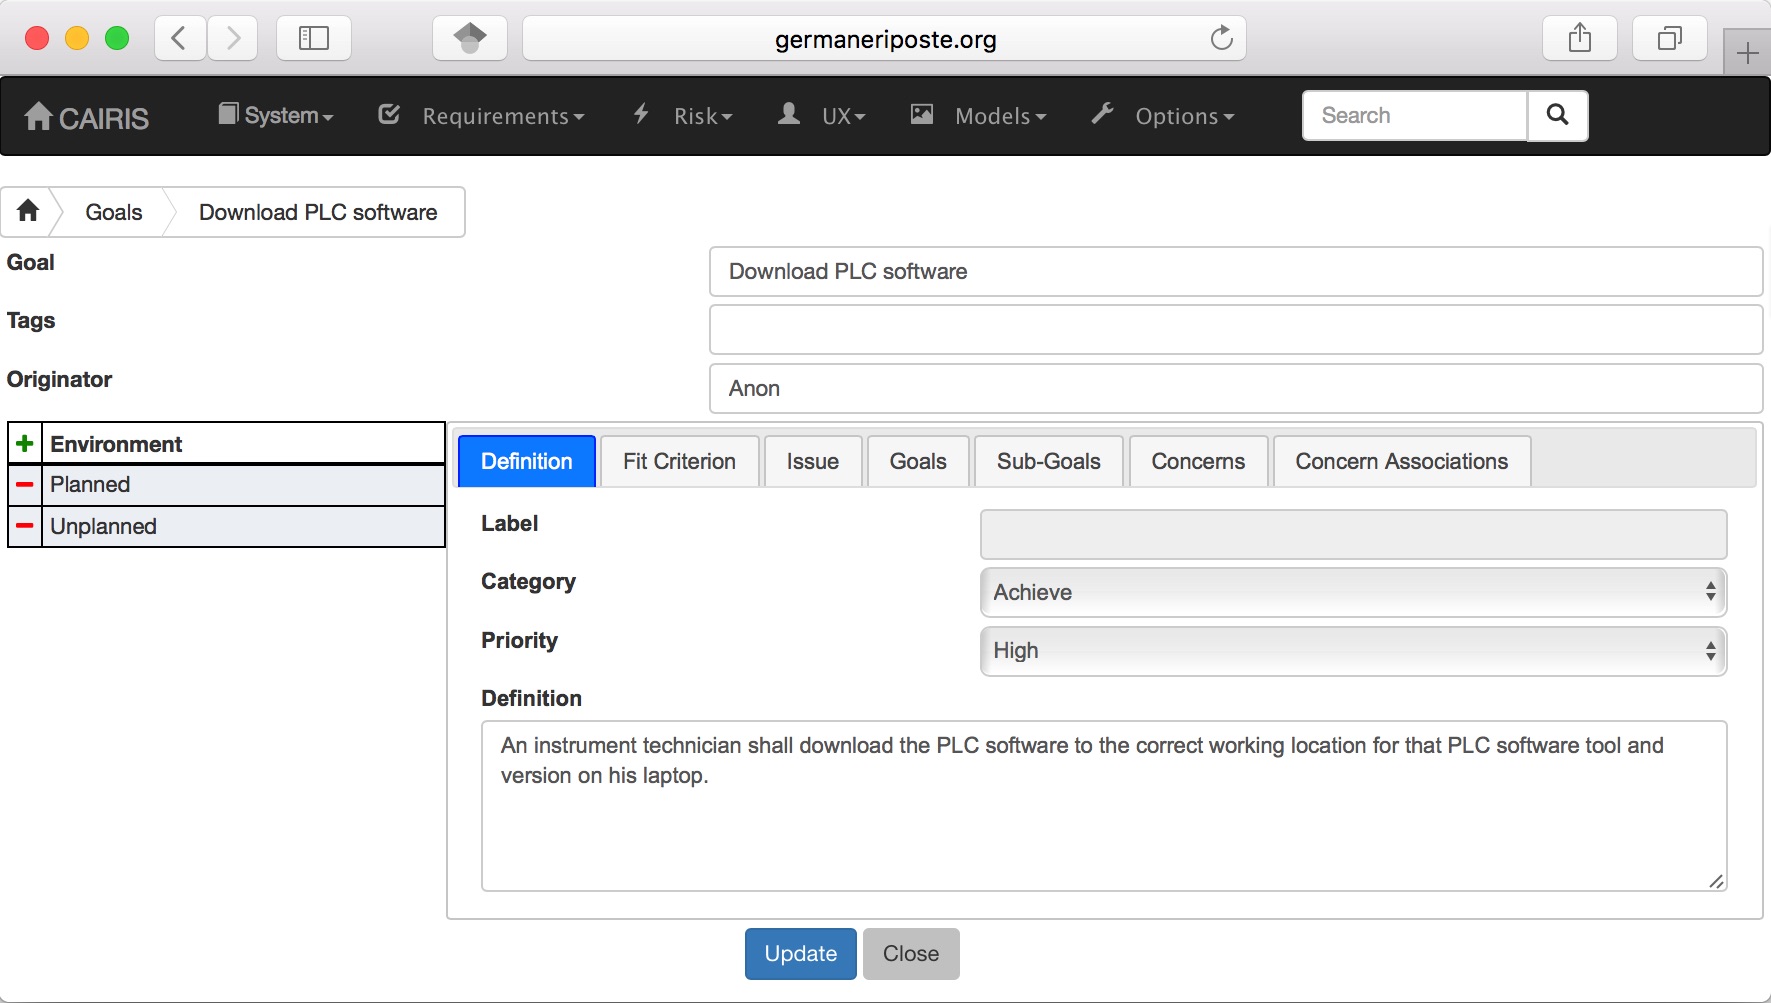 germaneriposte.org
CAIRIS System Requirements Risk UX Models Options Search
Goals Download PLC software
Goal Download PLC software
Tags
Originator Anon
Environment
Planned
Unplanned
Definition Fit Criterion Issue Goals Sub-Goals Concerns Concern Associations
Label
Category Achieve
Priority High
Definition
An instrument technician shall download the PLC software to the correct working location for that PLC software tool and
version on his laptop.
Update Close